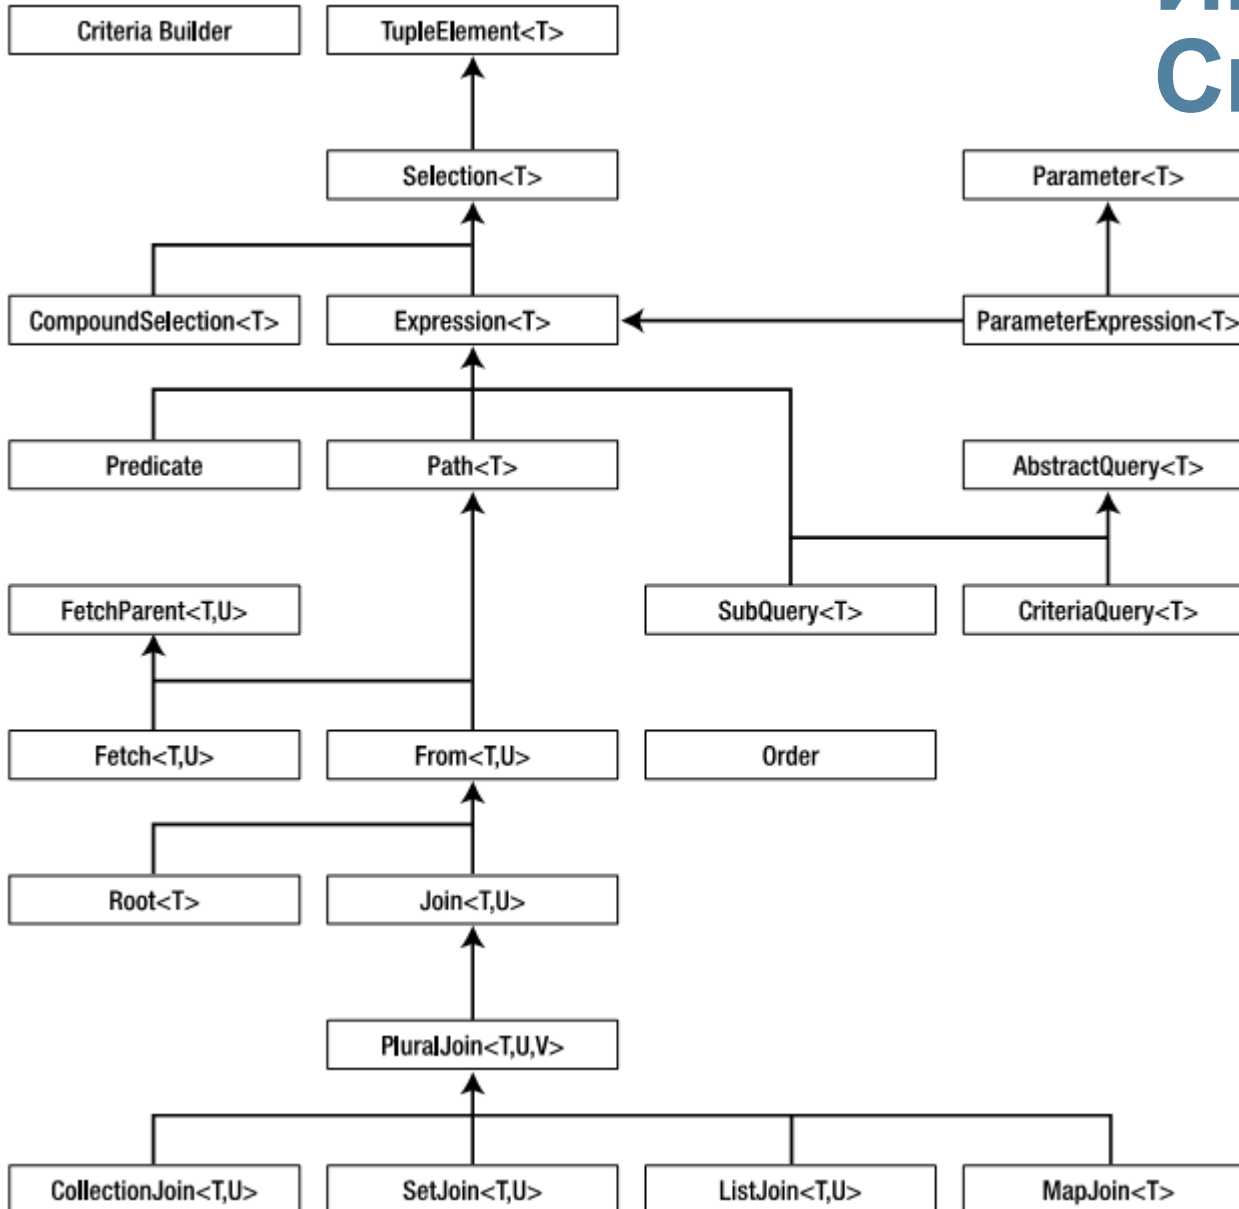 Criteria Builder
TupleElement<T>
Selection<T>
Parameter<T>
CompoundSelection<T>
Expression<T>
ParameterExpression<T>
Predicate
Path<T>
AbstractQuery<T>
FetchParent<T,U>
SubQuery<T>
CriteriaQuery<T>
Fetch<T,U>
From<T,U>
Order
Root<T>
Join<T,U>
PluralJoin<T,U,V>
CollectionJoin<T,U>
SetJoin<T,U>
ListJoin<T,U>
MapJoin<T>